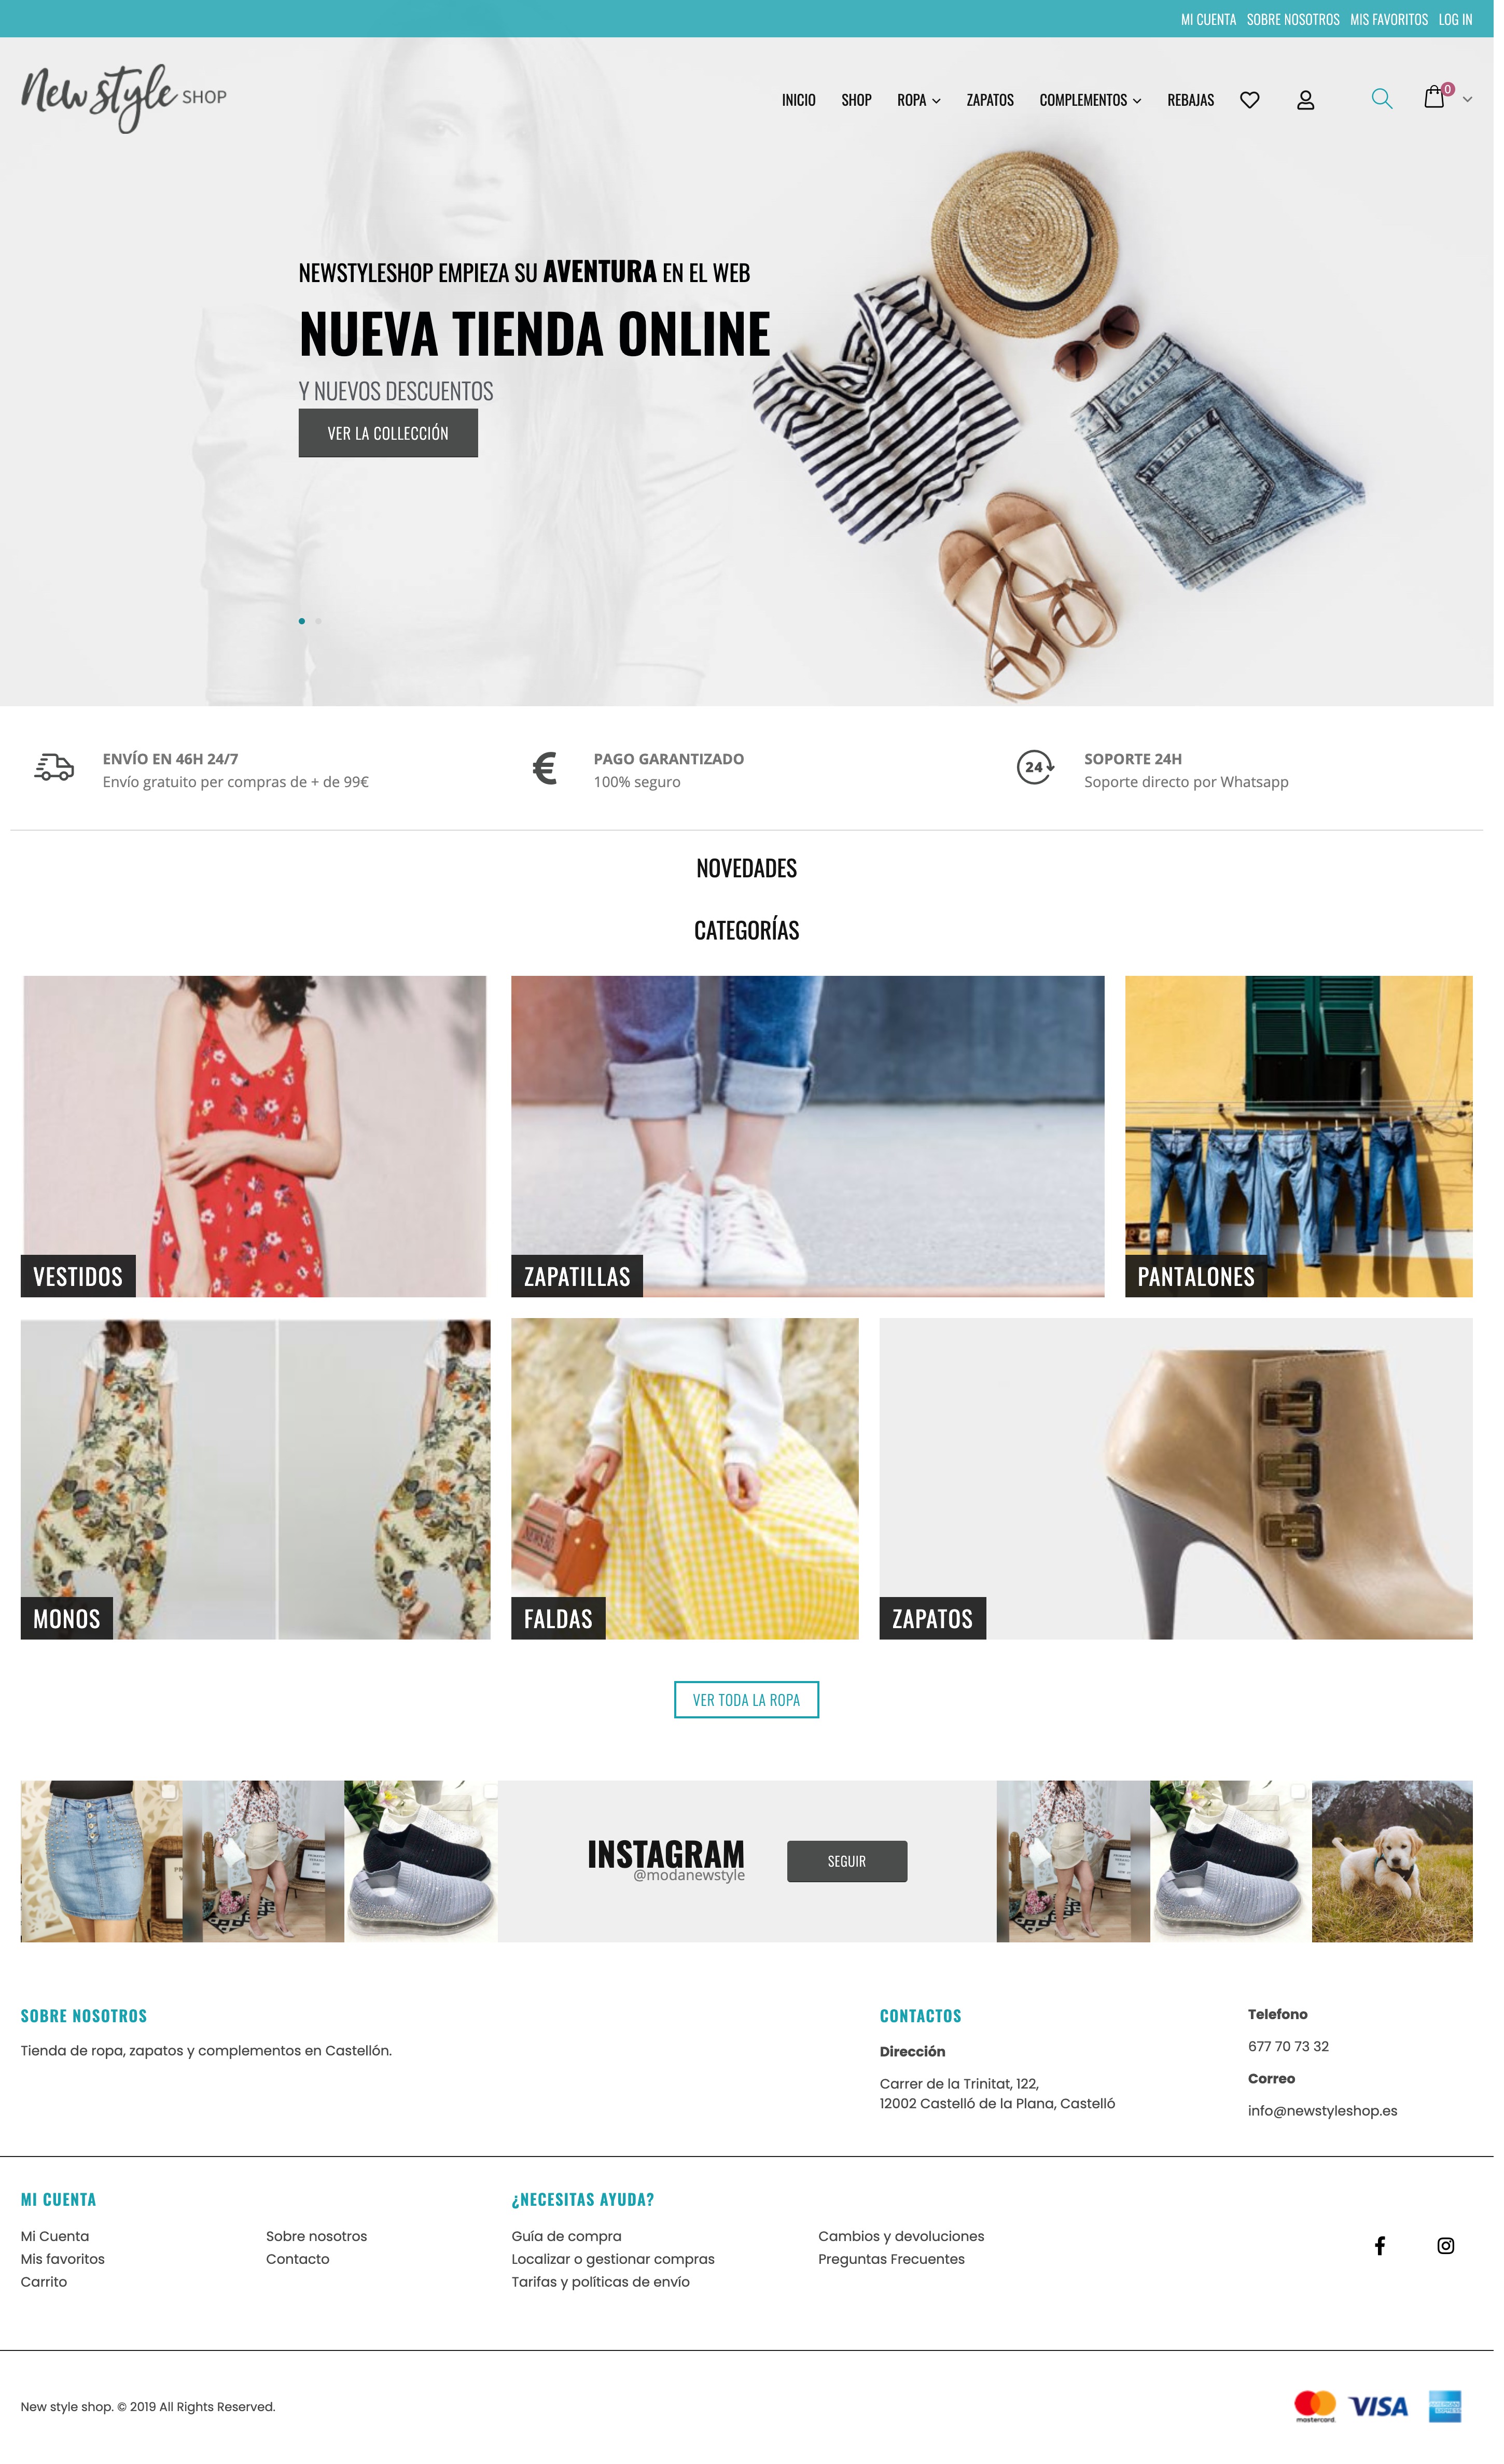 MI CUENTA SOBRE NOSOTROS MIS FAVORITOS LOG IN
New style SHOP
INICIO SHOP ROPA ZAPATOS COMPLEMENTOS REBAJAS
0
NEWSTYLESHOP EMPIEZA SU AVENTURA EN EL WEB
NUEVA TIENDA ONLINE
Y NUEVOS DESCUENTOS
VER LA COLLECCIÓN
ENVÍO EN 46H 24/7
Envío gratuito per compras de + de 99€
€
PAGO GARANTIZADO
100% seguro
24
SOPORTE 24H
Soporte directo por Whatsapp
NOVEDADES
CATEGORÍAS
VESTIDOS
ZAPATILLAS
PANTALONES
MONOS
FALDAS
ZAPATOS
VER TODA LA ROPA
INSTAGRAM
@modanewstyle
SEGUIR
SOBRE NOSOTROS
Tienda de ropa, zapatos y complementos en Castellón.
CONTACTOS
Dirección
Carrer de la Trinitat, 122,
12002 Castelló de la Plana, Castelló
Telefono
677 70 73 32
Correo
info@newstyleshop.es
MI CUENTA
Mi Cuenta
Mis favoritos
Carrito
Sobre nosotros
Contacto
¿NECESITAS AYUDA?
Guía de compra
Localizar o gestionar compras
Tarifas y políticas de envío
Cambios y devoluciones
Preguntas Frecuentes
New style shop. © 2019 All Rights Reserved.
mastercard
VISA
AMERICAN EXPRESS